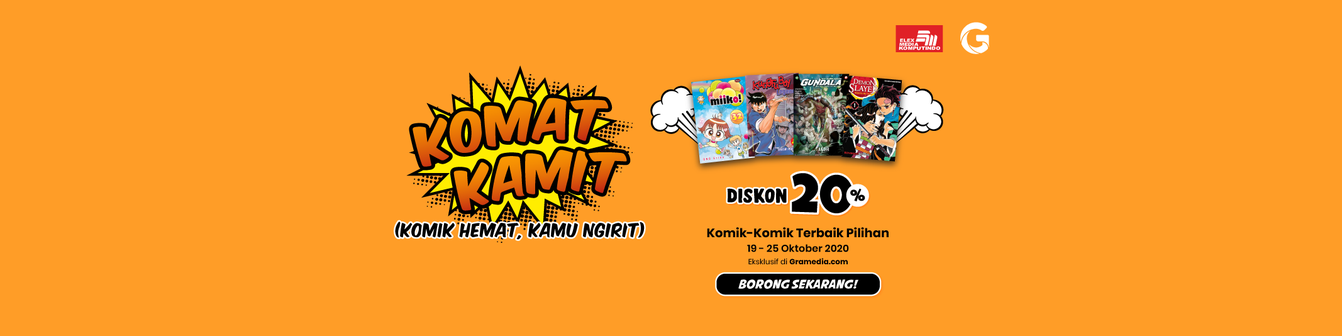 ELEX
MEDIA
KOMPUTINDO
G
KOMAT
KAMIT
(KOMIK HEMAT, KAMU NGIRIT)
miiko!
32
GUNDALA
DEMON
SLAYER
DISKON 20%
Komik-Komik Terbaik Pilihan
19 - 25 Oktober 2020
Eksklusif di Gramedia.com
BORONG SEKARANG!